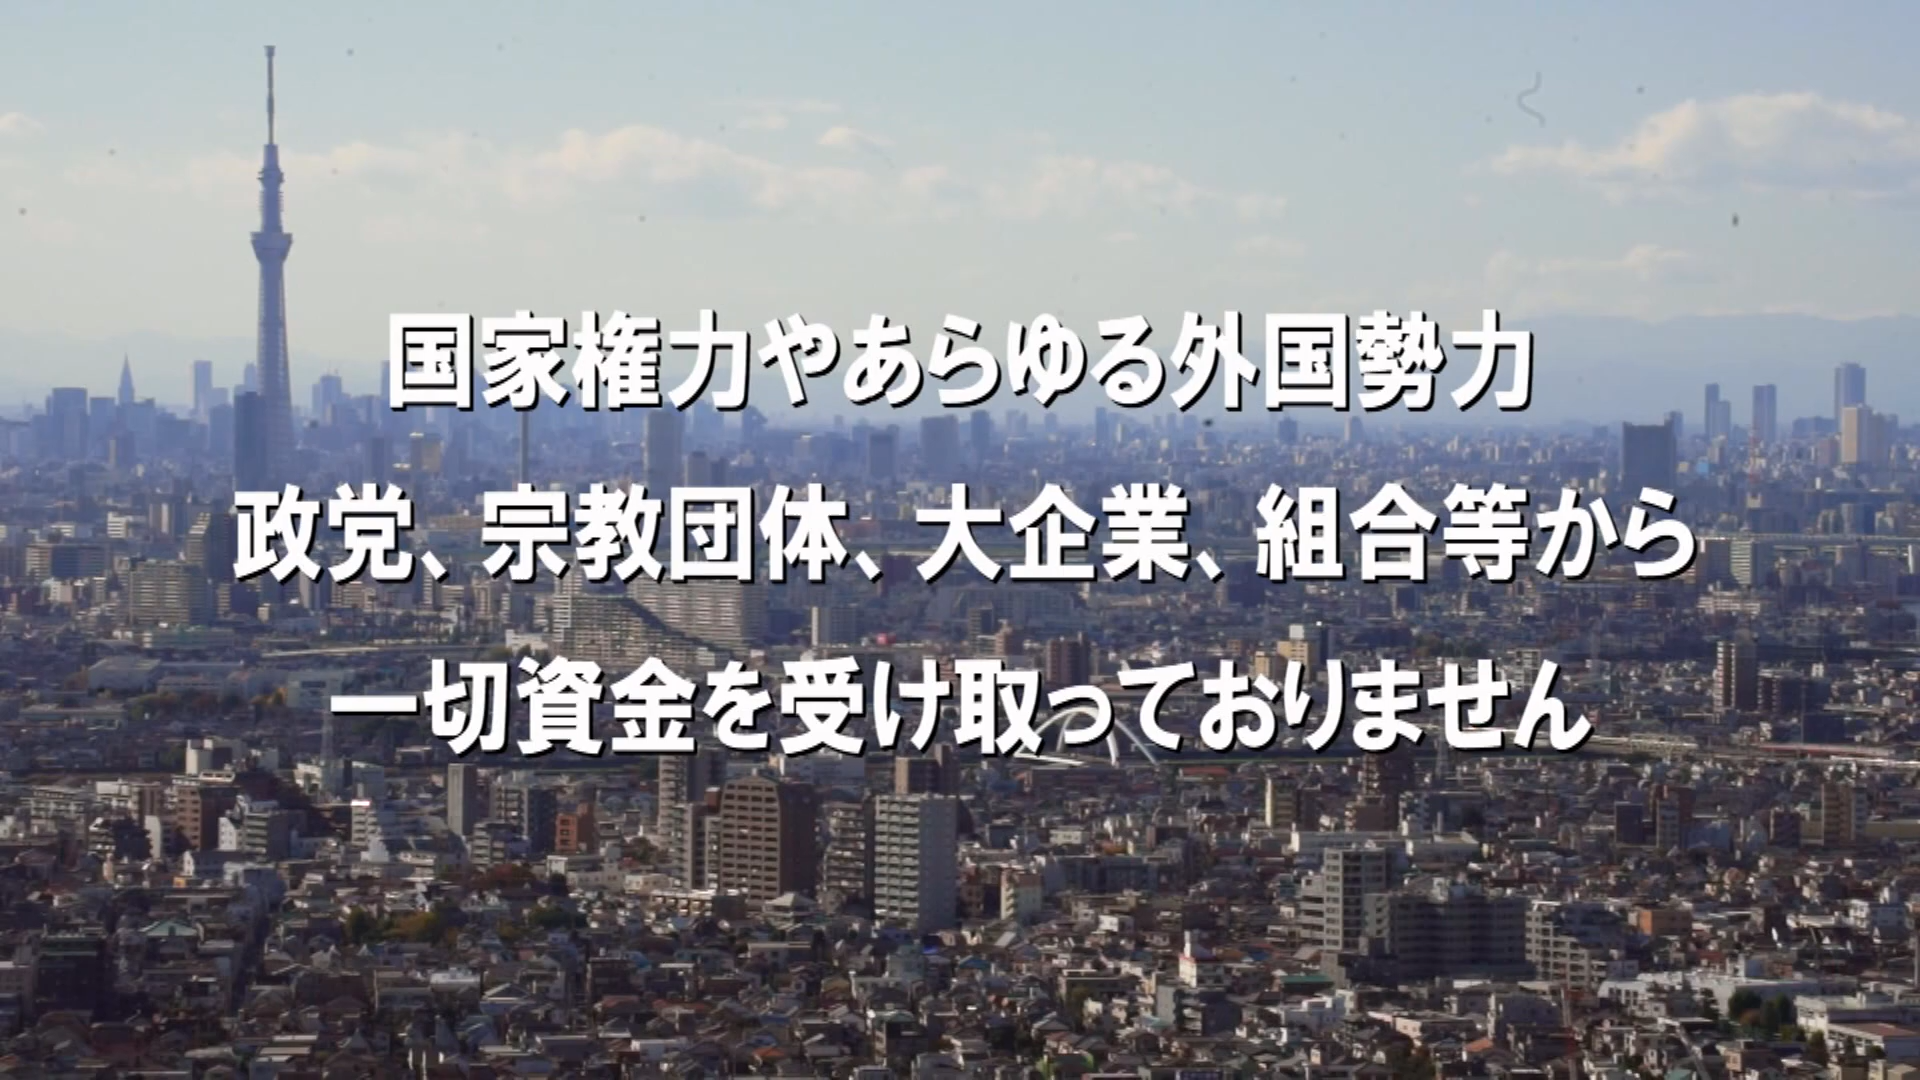 国家権力やあらゆる外国勢力
政党、宗教団体、大企業、組合等から
一切資金を受け取っておりません